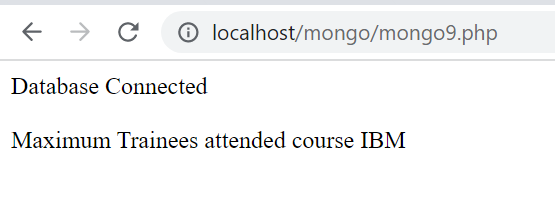 localhost/mongo/mongo9.php
Database Connected
Maximum Trainees attended course IBM